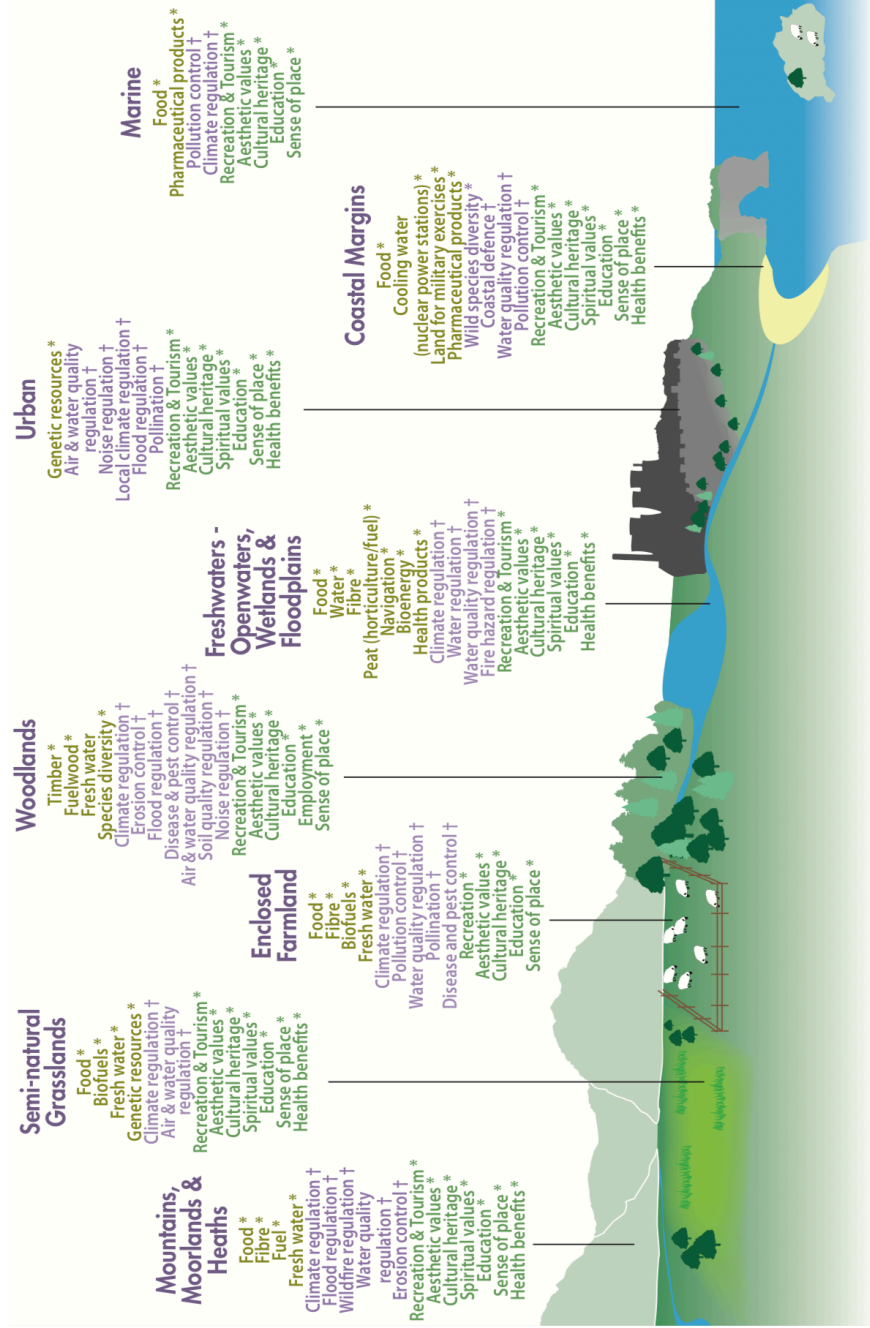 Mountains,
Moorlands &
Heaths
Food *
Fibre *
Fuel *
Fresh water *
Climate regulation †
Flood regulation †
Wildfire regulation †
Water quality
regulation †
Erosion control †
Recreation & Tourism *
Aesthetic values *
Cultural heritage *
Spiritual values *
Education *
Sense of place *
Health benefits *
Semi-natural
Grasslands
Food *
Biofuels *
Fresh water *
Genetic resources *
Climate regulation †
Air & water quality
regulation †
Recreation & Tourism *
Aesthetic values *
Cultural heritage *
Spiritual values *
Education *
Sense of place *
Health benefits *
Enclosed
Farmland
Food *
Fibre *
Biofuels *
Fresh water *
Climate regulation †
Pollution control †
Water quality regulation †
Pollination †
Disease and pest control †
Recreation *
Aesthetic values *
Cultural heritage *
Education *
Sense of place *
Woodlands
Timber *
Fuelwood *
Fresh water
Species diversity *
Climate regulation †
Erosion control †
Flood regulation †
Disease & pest control †
Air & water quality regulation †
Soil quality regulation †
Noise regulation †
Recreation & Tourism *
Aesthetic values *
Cultural heritage *
Education *
Employment *
Sense of place *
Freshwaters -
Openwaters,
Wetlands &
Floodplains
Food *
Water *
Fibre *
Peat (horticulture/fuel) *
Navigation *
Bioenergy *
Health products *
Climate regulation †
Water regulation †
Water quality regulation †
Fire hazard regulation †
Recreation & Tourism *
Aesthetic values *
Cultural heritage *
Spiritual values *
Education *
Health benefits *
Urban
Genetic resources *
Air & water quality
regulation †
Noise regulation †
Local climate regulation †
Flood regulation †
Pollination †
Recreation & Tourism *
Aesthetic values *
Cultural heritage *
Spiritual values *
Education *
Sense of place *
Health benefits *
Coastal Margins
Food *
Cooling water
(nuclear power stations) *
Land for military exercises *
Pharmaceutical products *
Wild species diversity *
Coastal defence †
Water quality regulation †
Pollution control †
Recreation & Tourism *
Aesthetic values *
Cultural heritage *
Spiritual values *
Education *
Sense of place *
Health benefits *
Marine
Food *
Pharmaceutical products *
Pollution control †
Climate regulation †
Recreation & Tourism *
Aesthetic values *
Cultural heritage *
Education *
Sense of place *